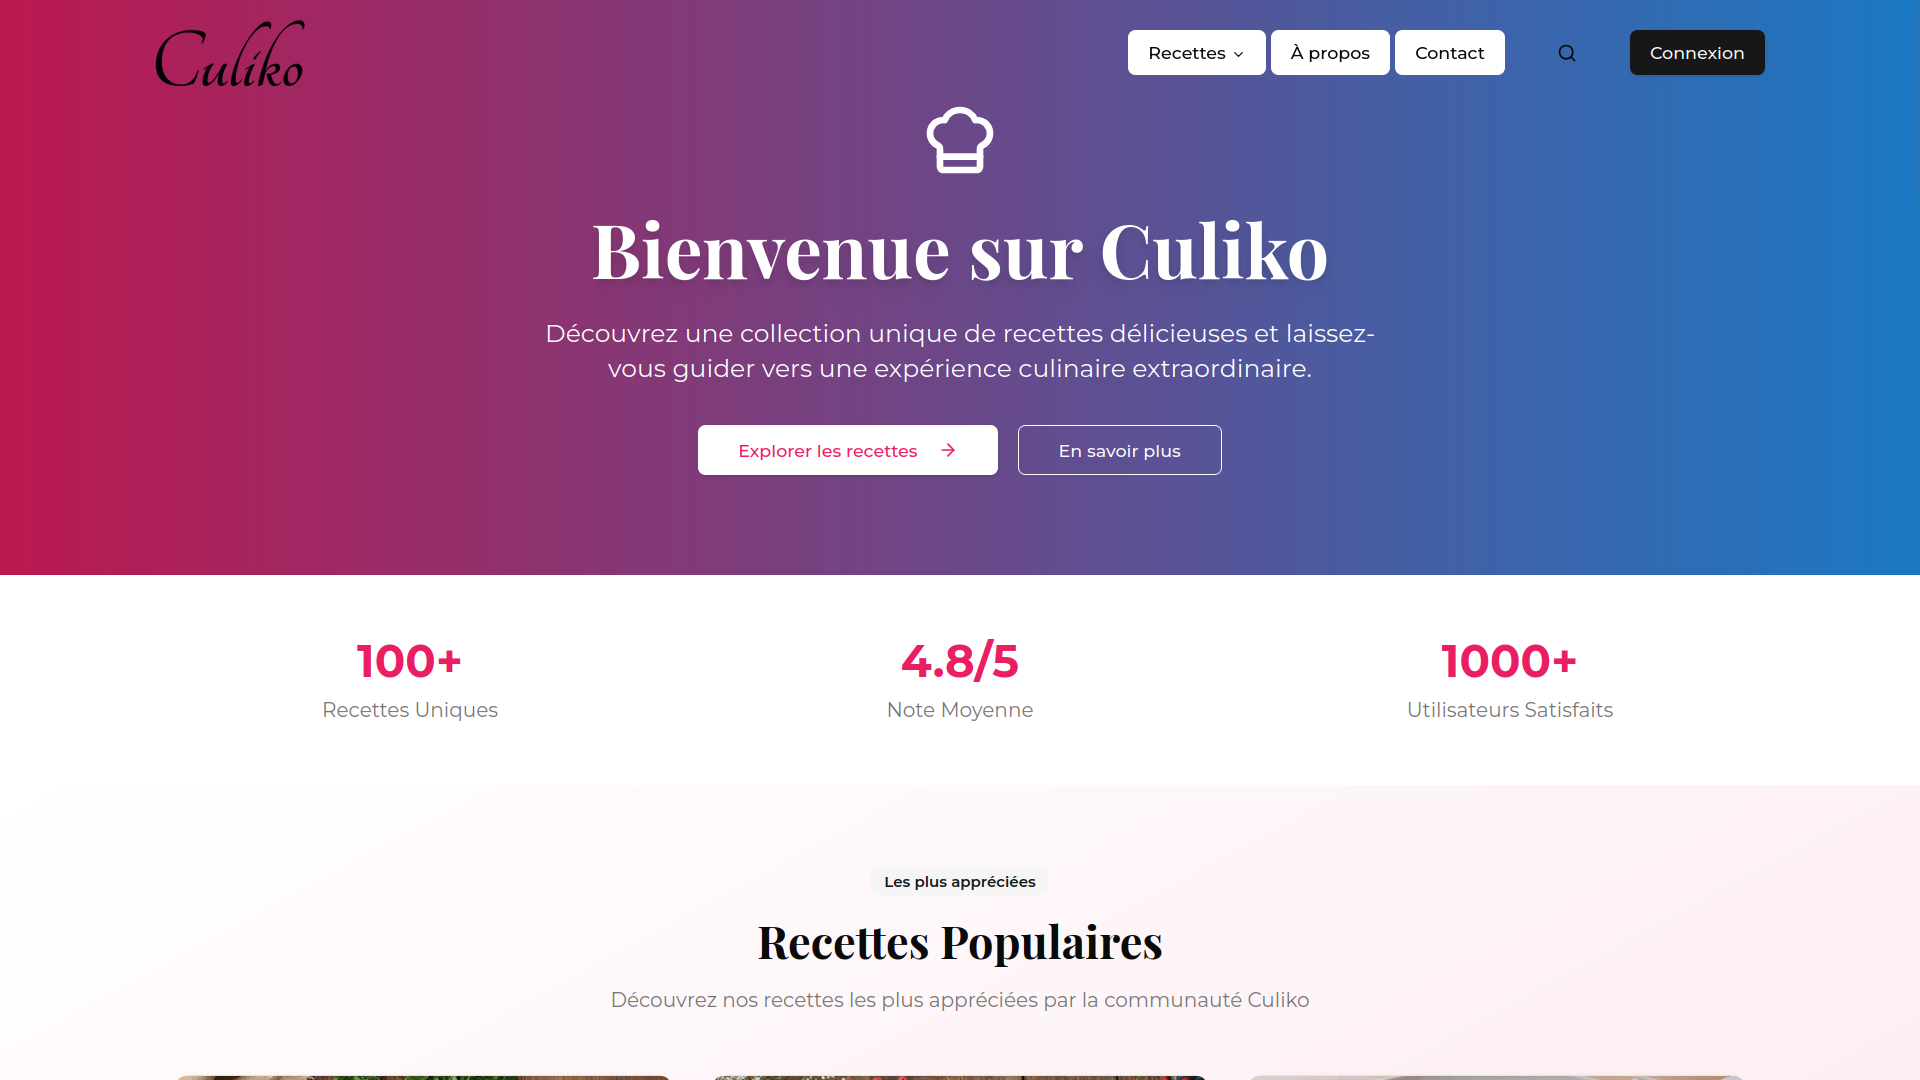 Culiko
Recettes
À propos
Contact
Connexion
Bienvenue sur Culiko
Découvrez une collection unique de recettes délicieuses et laissez-
vous guider vers une expérience culinaire extraordinaire.
Explorer les recettes
En savoir plus
100+
Recettes Uniques
4.8/5
Note Moyenne
1000+
Utilisateurs Satisfaits
Les plus appréciées
Recettes Populaires
Découvrez nos recettes les plus appréciées par la communauté Culiko